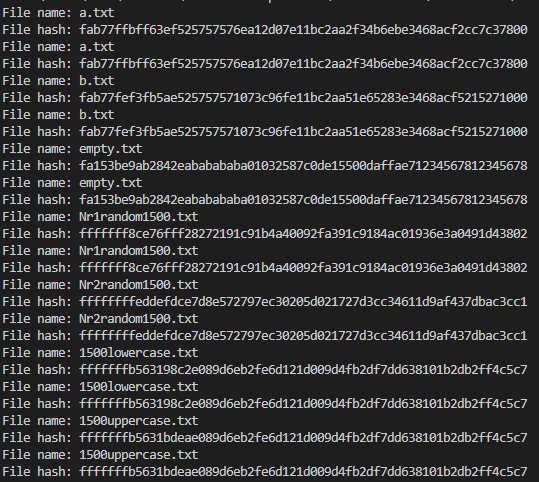 File name: a.txt
File hash: fab77ffbff63ef525757576ea12d07e11bc2aa2f34b6ebe3468acf2cc7c37800
File name: a.txt
File hash: fab77ffbff63ef525757576ea12d07e11bc2aa2f34b6ebe3468acf2cc7c37800
File name: b.txt
File hash: fab77fef3fb5ae525757571073c96fe11bc2aa51e65283e3468acf5215271000
File name: b.txt
File hash: fab77fef3fb5ae525757571073c96fe11bc2aa51e65283e3468acf5215271000
File name: empty.txt
File hash: fa153be9ab2842eababababa01032587c0de15500daffae71234567812345678
File name: empty.txt
File hash: fa153be9ab2842eababababa01032587c0de15500daffae71234567812345678
File name: Nr1random1500.txt
File hash: fffffff8ce76fff28272191c91b4a40092fa391c9184ac01936e3a0491d43802
File name: Nr1random1500.txt
File hash: fffffff8ce76fff28272191c91b4a40092fa391c9184ac01936e3a0491d43802
File name: Nr2random1500.txt
File hash: ffffffffeddefdce7d8e572797ec30205d021727d3cc34611d9af437dbac3cc1
File name: Nr2random1500.txt
File hash: ffffffffeddefdce7d8e572797ec30205d021727d3cc34611d9af437dbac3cc1
File name: 1500lowercase.txt
File hash: fffffffb563198c2e089d6eb2fe6d121d009d4fb2df7dd638101b2db2ff4c5c7
File name: 1500lowercase.txt
File hash: fffffffb563198c2e089d6eb2fe6d121d009d4fb2df7dd638101b2db2ff4c5c7
File name: 1500uppercase.txt
File hash: fffffffb5631bdeae089d6eb2fe6d121d009d4fb2df7dd638101b2db2ff4c5c7
File name: 1500uppercase.txt
File hash: fffffffb5631bdeae089d6eb2fe6d121d009d4fb2df7dd638101b2db2ff4c5c7